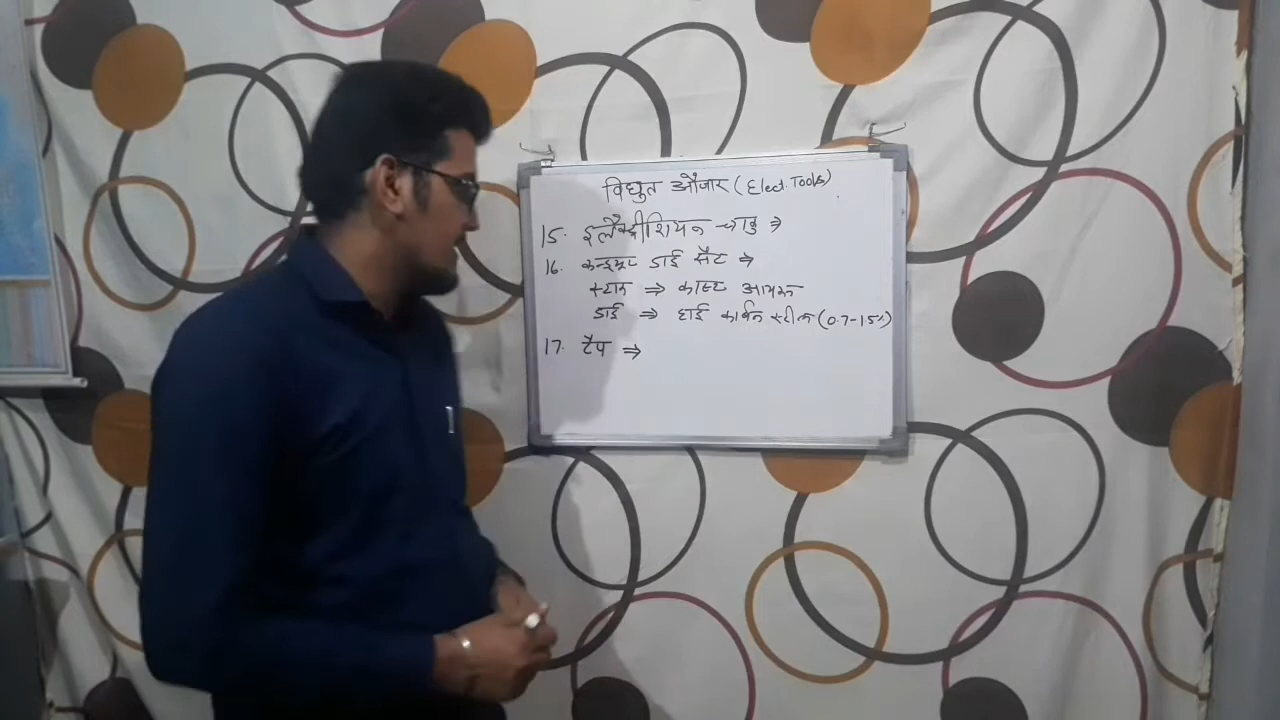 विद्युत औजार (Elect. Tools)
15. इलैक्ट्रीशियन चाकु ⇒
16. कन्ड्यूट डाई सैट ⇒
स्टाक ⇒ कास्ट आयरन
डाई ⇒ हाई कार्बन स्टील (0.7-1.5%)
17. टैप ⇒